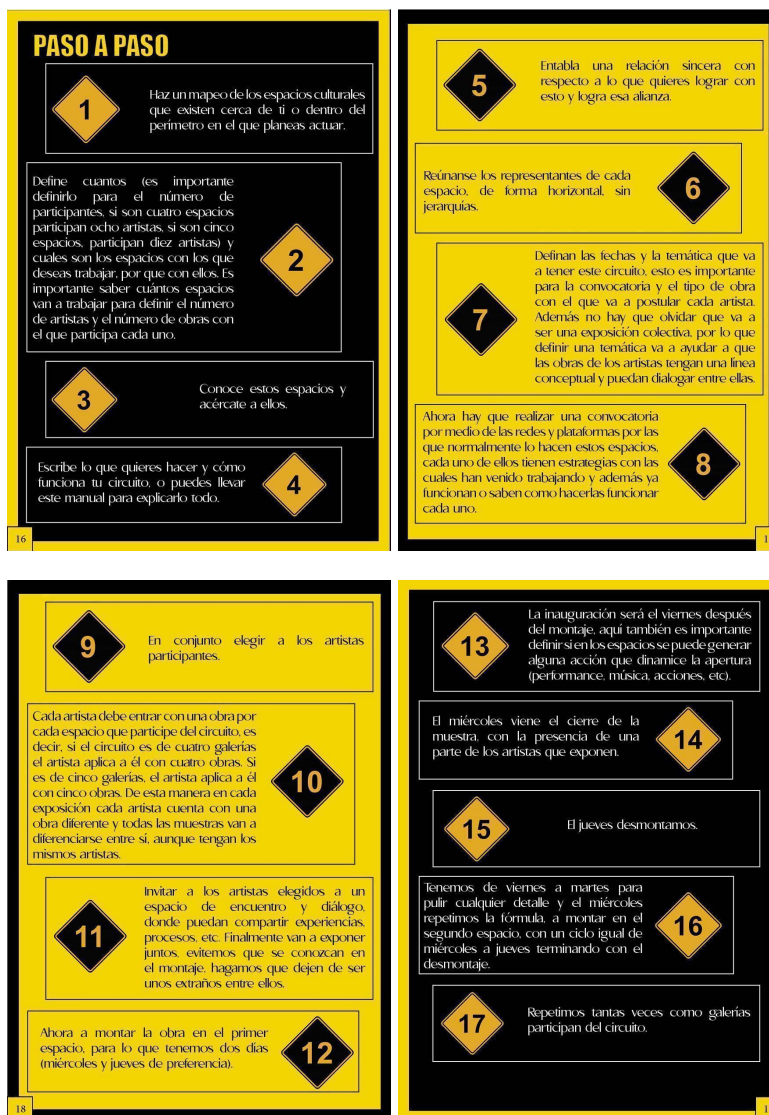 PASO A PASO
1
Haz un mapeo de los espacios culturales
que existen cerca de ti o dentro del
perímetro en el que planeas actuar.
Define cuantos (es importante
definirlo para el número de
participantes, si son cuatro espacios
participan ocho artistas, si son cinco
espacios, participan diez artistas) y
cuales son los espacios con los que
deseas trabajar, por que con ellos. Es
importante saber cuántos espacios
van a trabajar para definir el número
de artistas y el número de obras con
el que participa cada uno.
2
3
Conoce estos espacios y
acércate a ellos.
Escribe lo que quieres hacer y cómo
funciona tu circuito, o puedes llevar
este manual para explicarlo todo.
4
16
5
Entabla una relación sincera con
respecto a lo que quieres lograr con
esto y logra esa alianza.
Reúnanse los representantes de cada
espacio, de forma horizontal, sin
jerarquías.
6
7
Definan las fechas y la temática que va
a tener este circuito, esto es importante
para la convocatoria y el tipo de obra
con el que va a postular cada artista.
Además no hay que olvidar que va a
ser una exposición colectiva, por lo que
definir una temática va a ayudar a que
las obras de los artistas tengan una línea
conceptual y puedan dialogar entre ellas.
Ahora hay que realizar una convocatoria
por medio de las redes y plataformas por las
que normalmente lo hacen estos espacios,
cada uno de ellos tienen estrategias con las
cuales han venido trabajando y además ya
funcionan o saben como hacerlas funcionar
cada uno.
8
9
En conjunto elegir a los artistas
participantes.
Cada artista debe entrar con una obra por
cada espacio que participe del circuito, es
decir, si el circuito es de cuatro galerías
el artista aplica a él con cuatro obras. Si
es de cinco galerías, el artista aplica a él
con cinco obras. De esta manera en cada
exposición cada artista cuenta con una
obra diferente y todas las muestras van a
diferenciarse entre si, aunque tengan los
mismos artistas.
10
11
Invitar a los artistas elegidos a un
espacio de encuentro y diálogo,
donde puedan compartir experiencias,
procesos, etc. Finalmente van a exponer
juntos, evitemos que se conozcan en
el montaje, hagamos que dejen de ser
unos extraños entre ellos.
Ahora a montar la obra en el primer
espacio, para lo que tenemos dos días
(miércoles y jueves de preferencia).
12
18
13
La inauguración será el viernes después
del montaje, aquí también es importante
definir si en los espacios se puede generar
alguna acción que dinamice la apertura
(performance, música, acciones, etc).
El miércoles viene el cierre de la
muestra, con la presencia de una
parte de los artistas que exponen.
14
15
El jueves desmontamos.
Tenemos de viernes a martes para
pulir cualquier detalle y el miércoles
repetimos la fórmula, a montar en el
segundo espacio, con un ciclo igual de
miércoles a jueves terminando con el
desmontaje.
16
17
Repetimos tantas veces como galerías
participan del circuito.